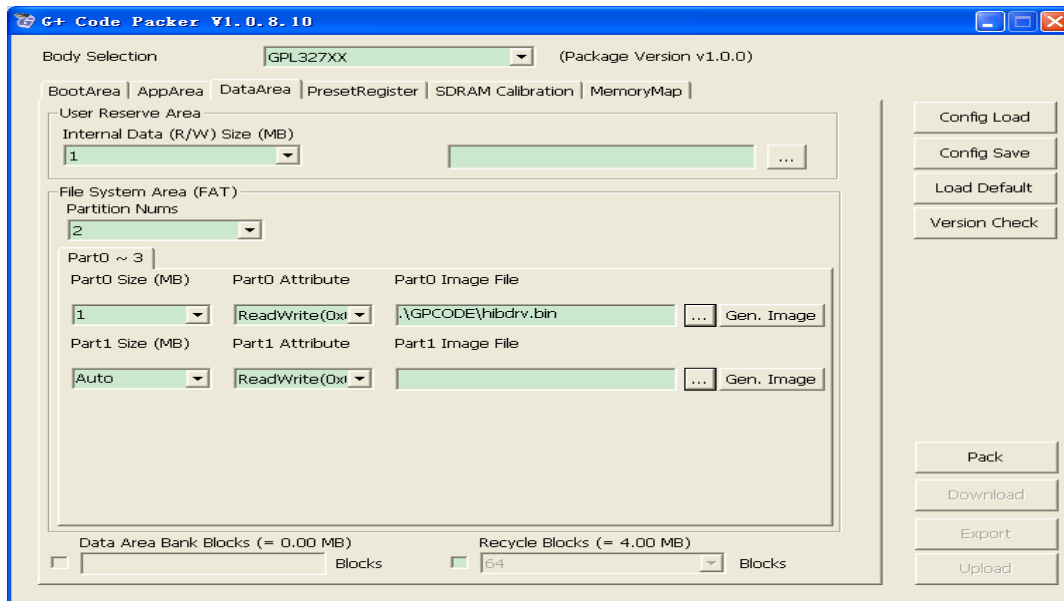 G+ Code Packer V1.0.8.10
Body Selection GPL327XX (Package Version v1.0.0)
BootArea AppArea DataArea PresetRegister SDRAM Calibration MemoryMap
User Reserve Area
Internal Data (R/W) Size (MB)
1 ...
File System Area (FAT)
Partition Nums
2
Part0 ~ 3
Part0 Size (MB) Part0 Attribute Part0 Image File
1 ReadWrite(0x .\GPCODE\hibdrv.bin ... Gen. Image
Part1 Size (MB) Part1 Attribute Part1 Image File
Auto ReadWrite(0x ... Gen. Image
Data Area Bank Blocks (= 0.00 MB) Recycle Blocks (= 4.00 MB)
Blocks 64 Blocks
Config Load
Config Save
Load Default
Version Check
Pack
Download
Export
Upload